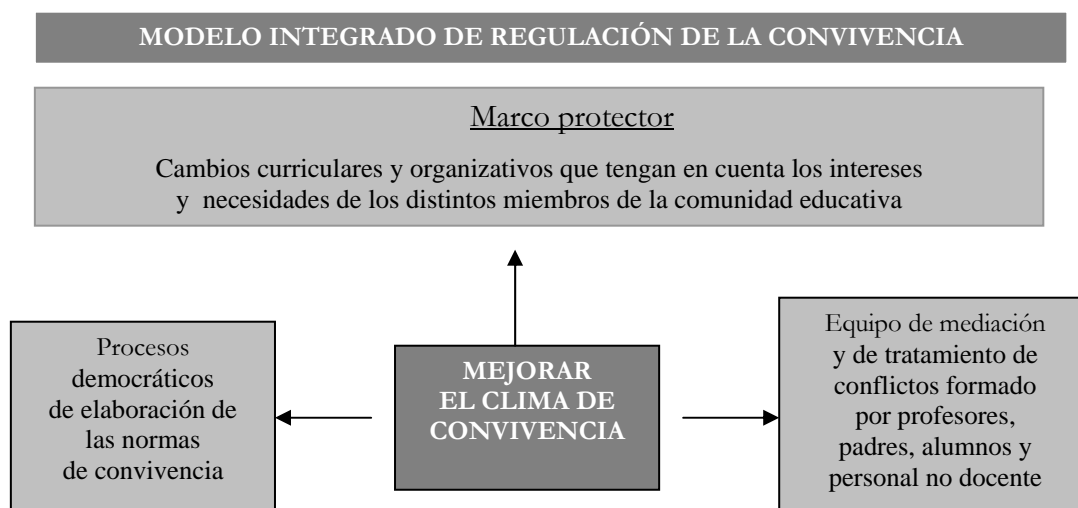 MODELO INTEGRADO DE REGULACIÓN DE LA CONVIVENCIA
Marco protector
Cambios curriculares y organizativos que tengan en cuenta los intereses
y necesidades de los distintos miembros de la comunidad educativa
Procesos
democráticos
de elaboración de
las normas
de convivencia
MEJORAR
EL CLIMA DE
CONVIVENCIA
Equipo de mediación
y de tratamiento de
conflictos formado
por profesores,
padres, alumnos y
personal no docente